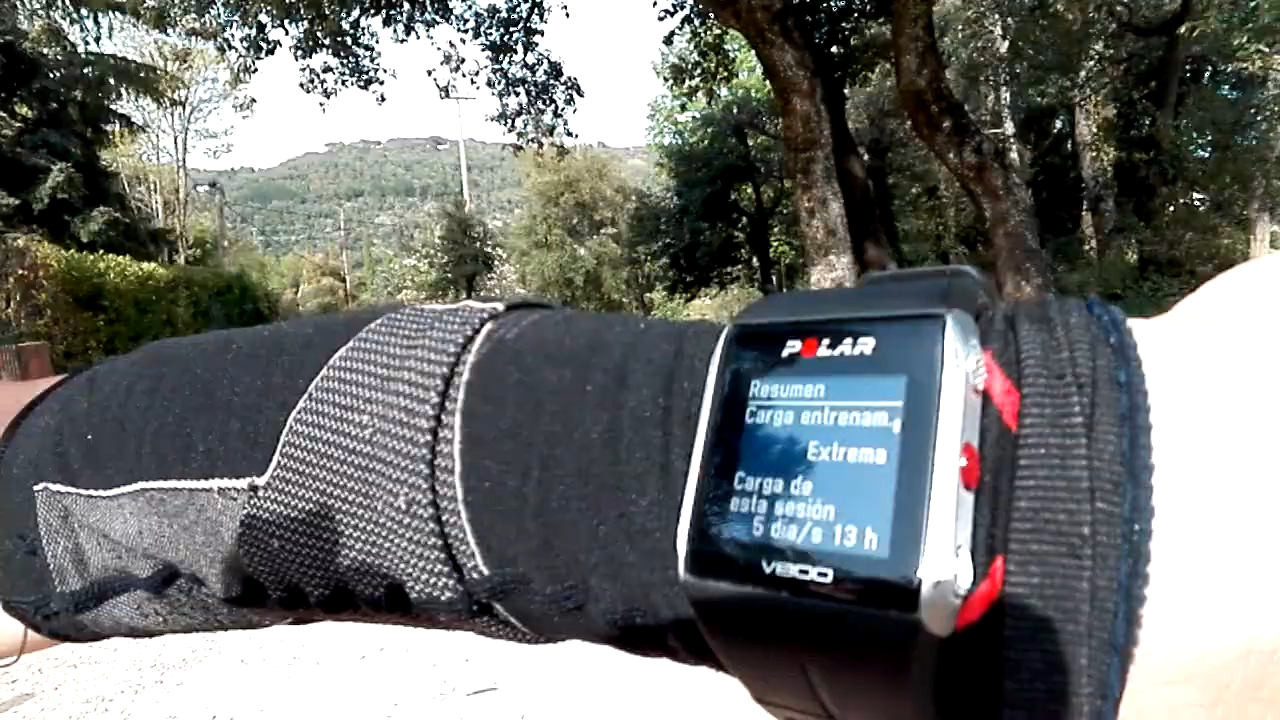 POLAR
Resumen
Carga entrenam.
Extrema
Carga de
esta sesión
5 día/s 13 h
V800